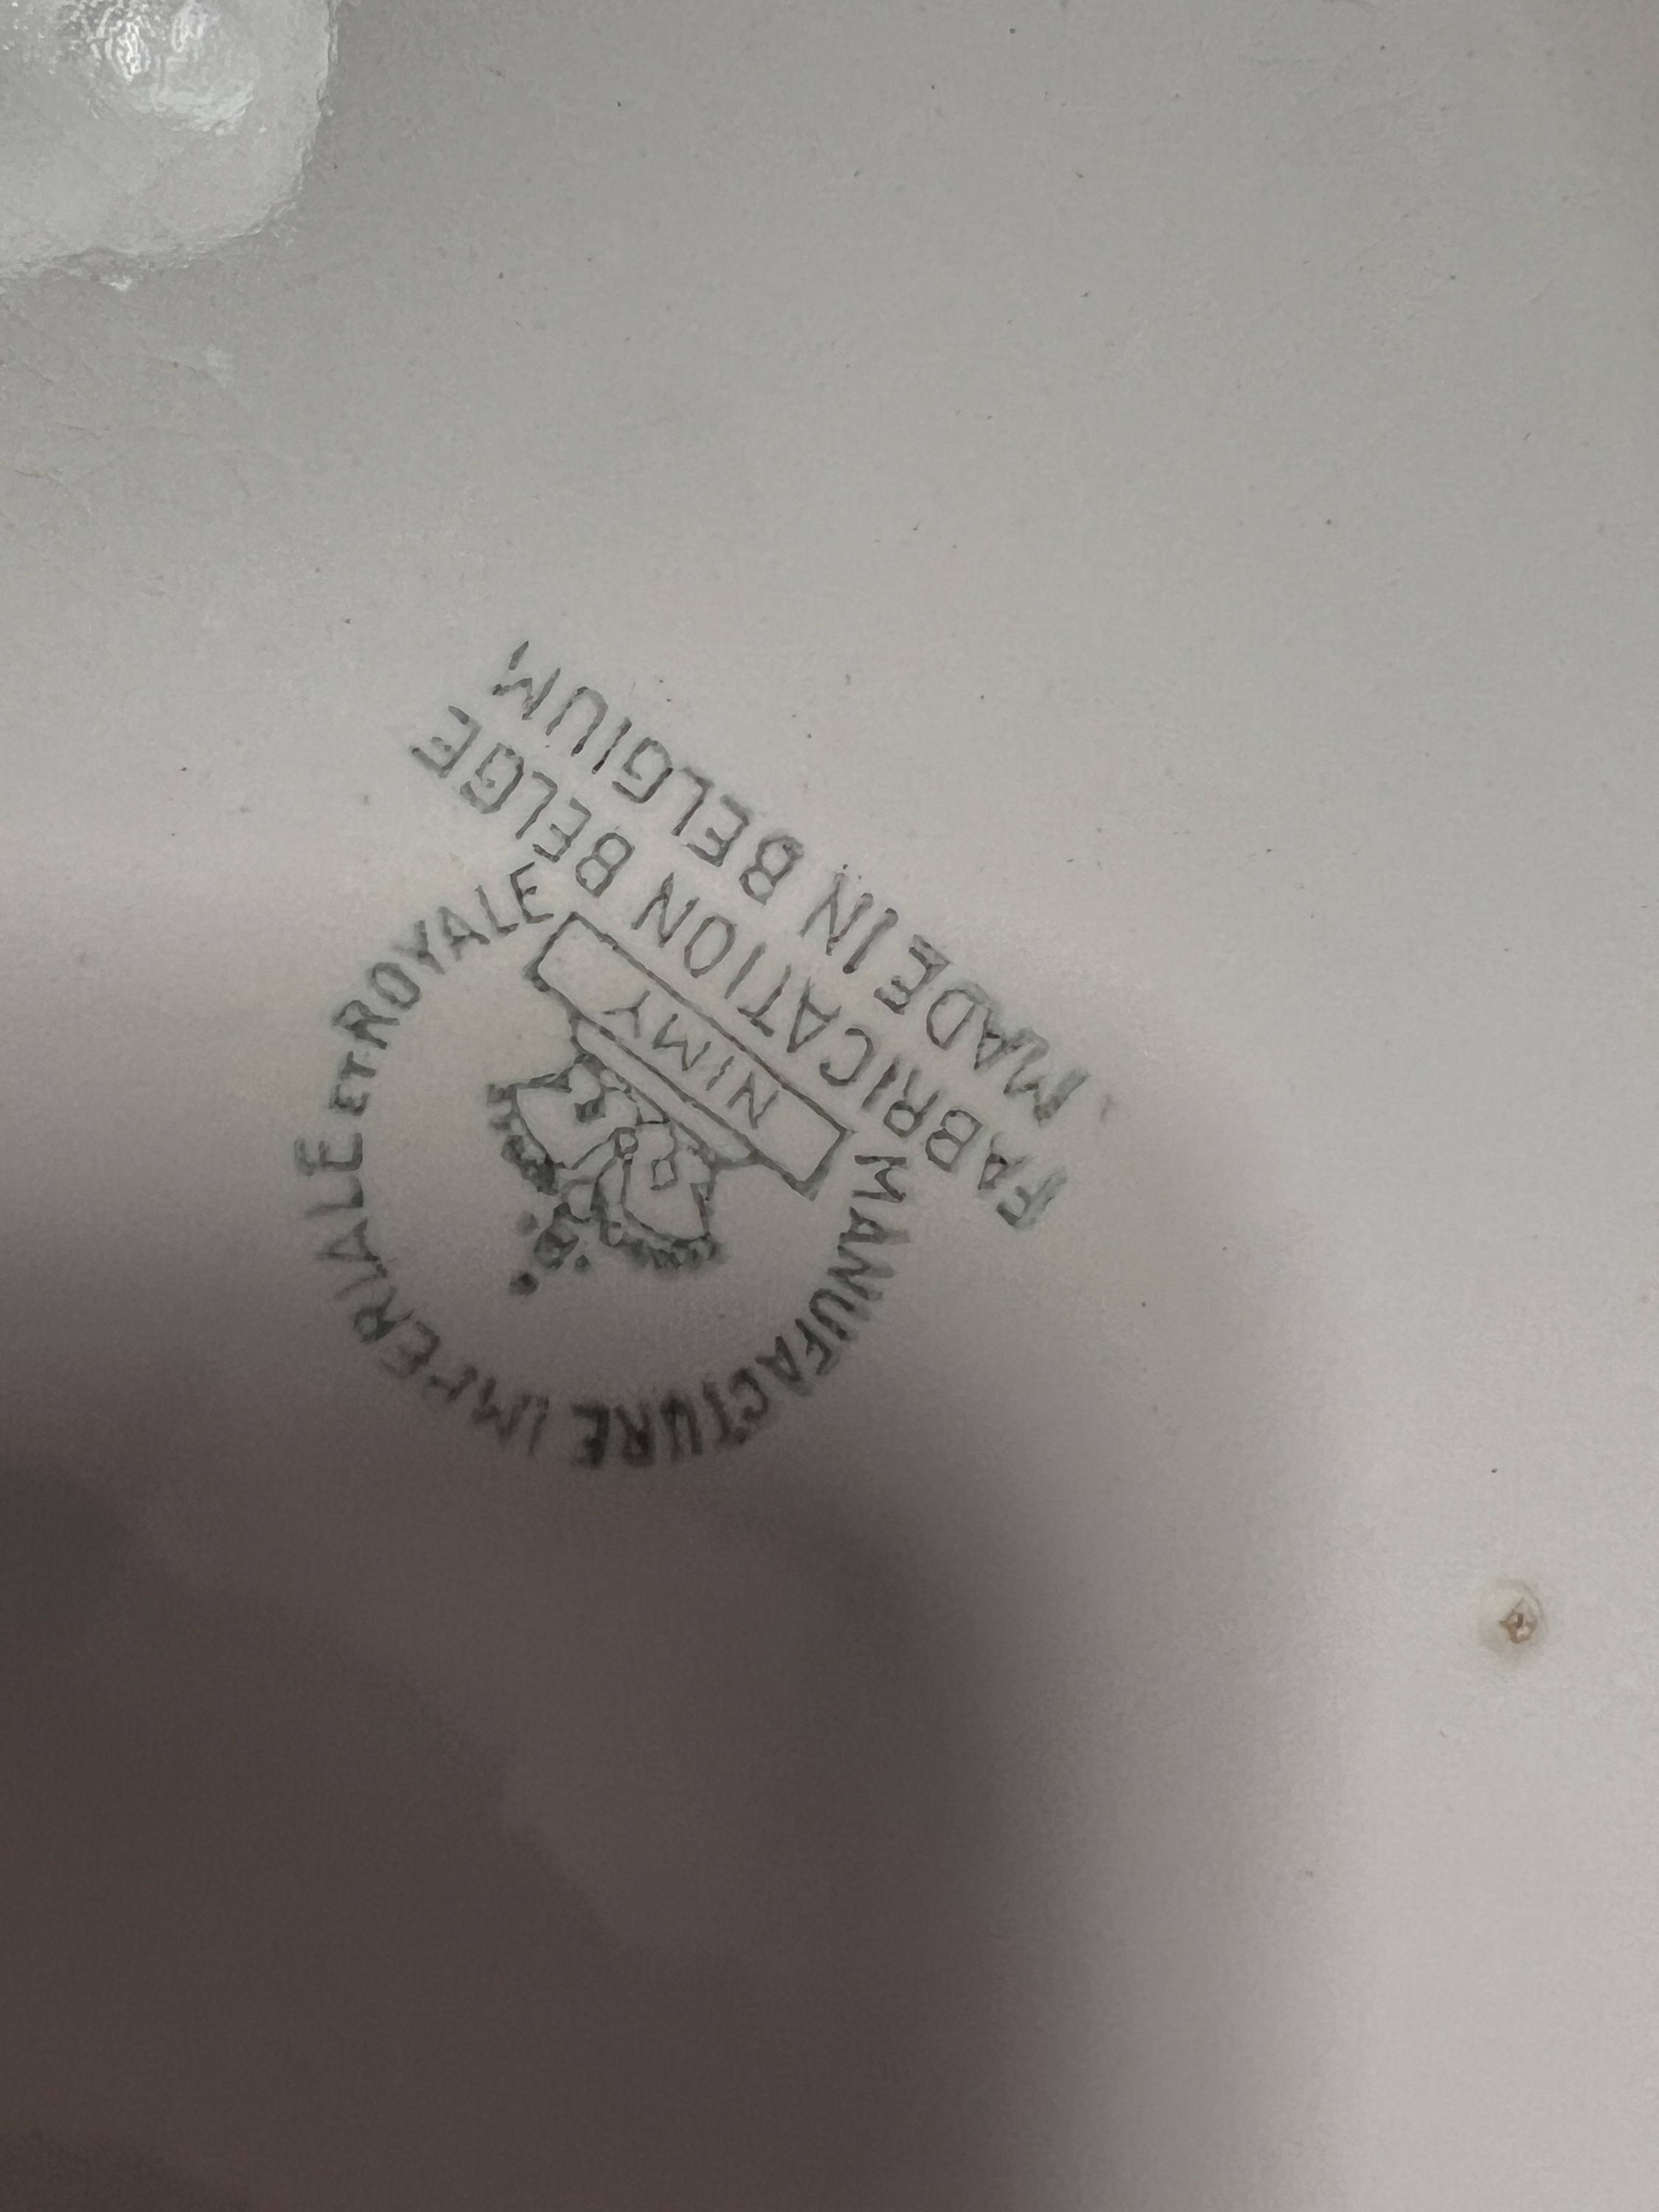 MANUFACTURE IMPERIALE ET ROYALE
NIMY
FABRICATION BELGE
MADE IN BELGIUM